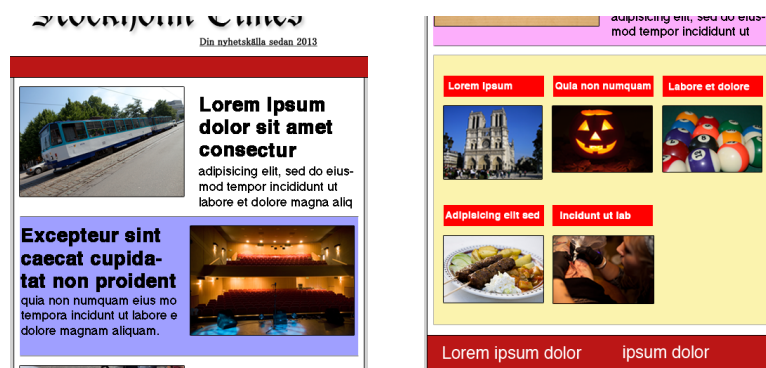 Stockholm Times
Din nyhetskälla sedan 2013
Lorem Ipsum
dolor sit amet
consectur
adipisicing elit, sed do eius-
mod tempor incididunt ut
labore et dolore magna aliq
Excepteur sint
caecat cupida-
tat non proident
quia non numquam eius mo
tempora incidunt ut labore e
dolore magnam aliquam.
adipisicing elit, sed do eius-
mod tempor incididunt ut
Lorem Ipsum
Quia non numquam
Labore et dolore
Adipisicing elit sed
Incidunt ut lab
Lorem ipsum dolor
ipsum dolor